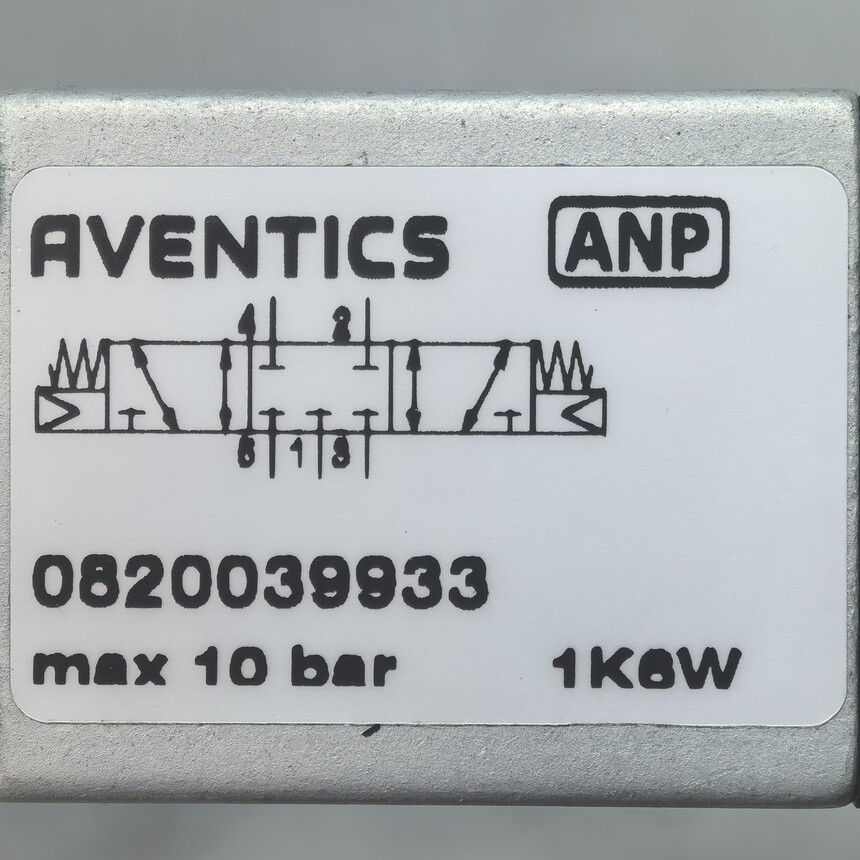 AVENTICS ANP
4 2
5 1 3
0820039933
max 10 bar 1K6W